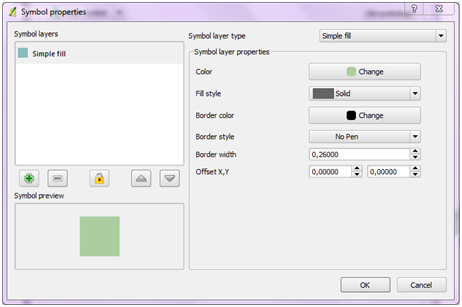 Symbol properties
Symbol layers
Simple fill
Symbol preview
Symbol layer type
Simple fill
Symbol layer properties
Color
Change
Fill style
Solid
Border color
Change
Border style
No Pen
Border width
0,26000
Offset X,Y
0,00000
0,00000
OK
Cancel